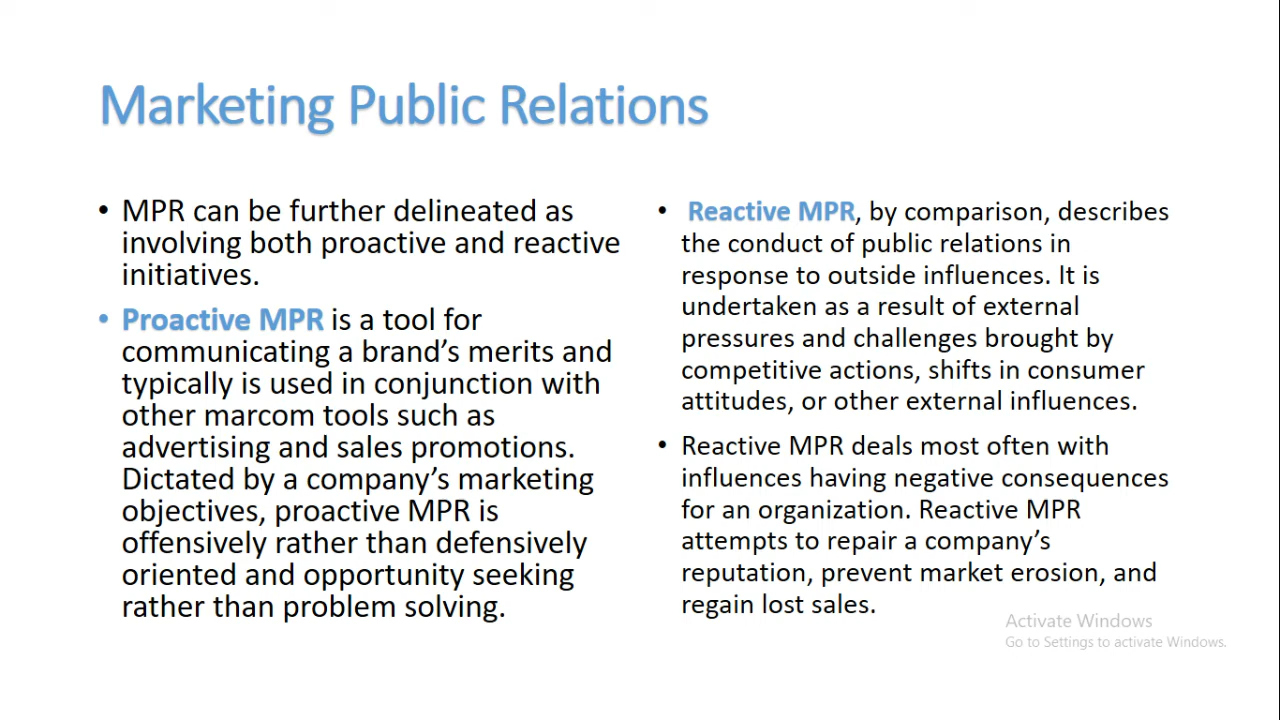 Marketing Public Relations
• MPR can be further delineated as
involving both proactive and reactive
initiatives.
• Proactive MPR is a tool for
communicating a brand’s merits and
typically is used in conjunction with
other marcom tools such as
advertising and sales promotions.
Dictated by a company’s marketing
objectives, proactive MPR is
offensively rather than defensively
oriented and opportunity seeking
rather than problem solving.
• Reactive MPR, by comparison, describes
the conduct of public relations in
response to outside influences. It is
undertaken as a result of external
pressures and challenges brought by
competitive actions, shifts in consumer
attitudes, or other external influences.
• Reactive MPR deals most often with
influences having negative consequences
for an organization. Reactive MPR
attempts to repair a company’s
reputation, prevent market erosion, and
regain lost sales.
Activate Windows
Go to Settings to activate Windows.